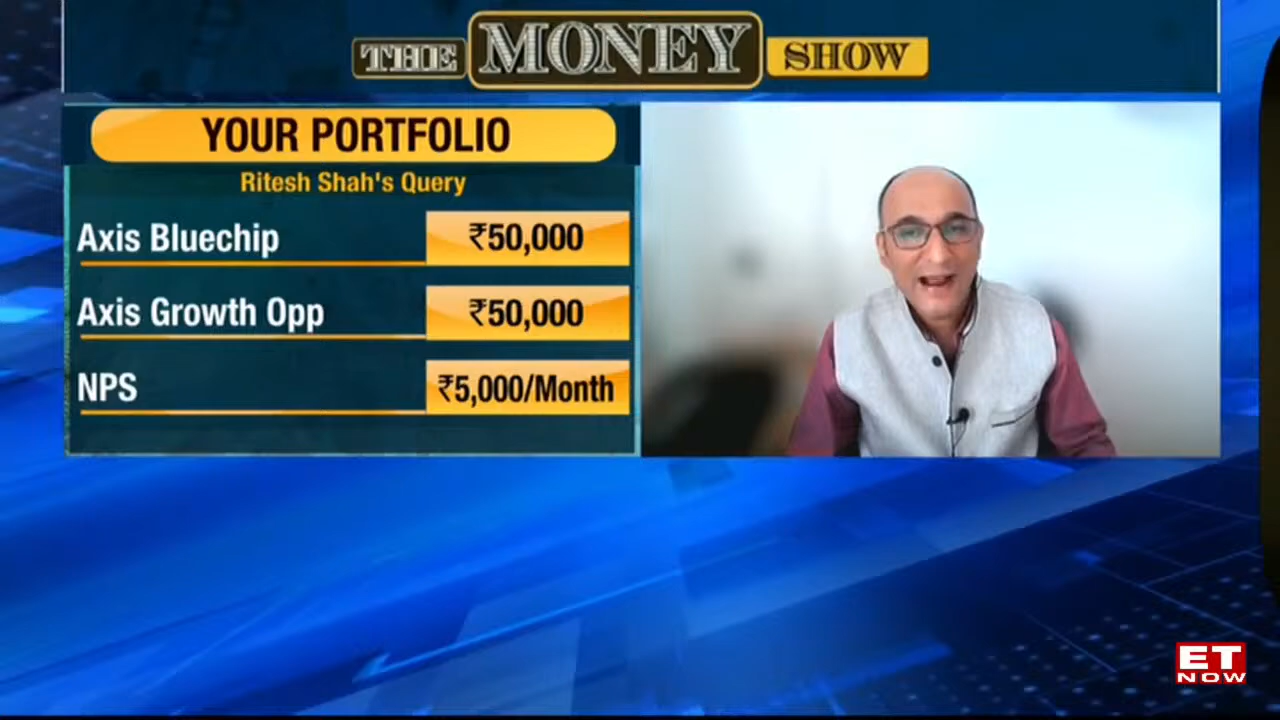 THE MONEY SHOW
YOUR PORTFOLIO
Ritesh Shah's Query
Axis Bluechip ₹50,000
Axis Growth Opp ₹50,000
NPS ₹5,000/Month
ET
NOW